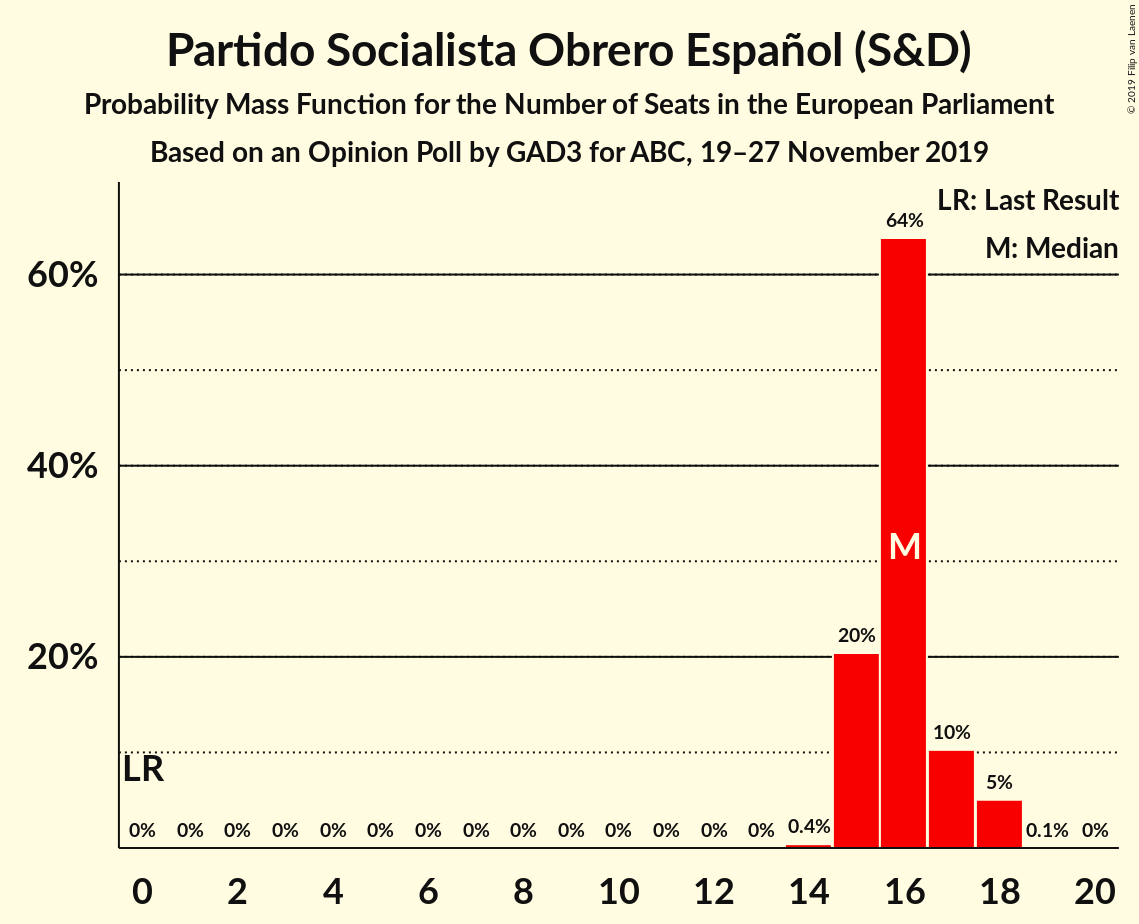 Partido Socialista Obrero Español (S&D)
Probability Mass Function for the Number of Seats in the European Parliament
Based on an Opinion Poll by GAD3 for ABC, 19–27 November 2019
© 2019 Filip van Laenen
LR: Last Result
M: Median
60%
40%
20%
64%
M
20%
10%
5%
LR
0% 0% 0% 0% 0% 0% 0% 0% 0% 0% 0% 0% 0% 0% 0.4% 0.1% 0%
0 2 4 6 8 10 12 14 16 18 20